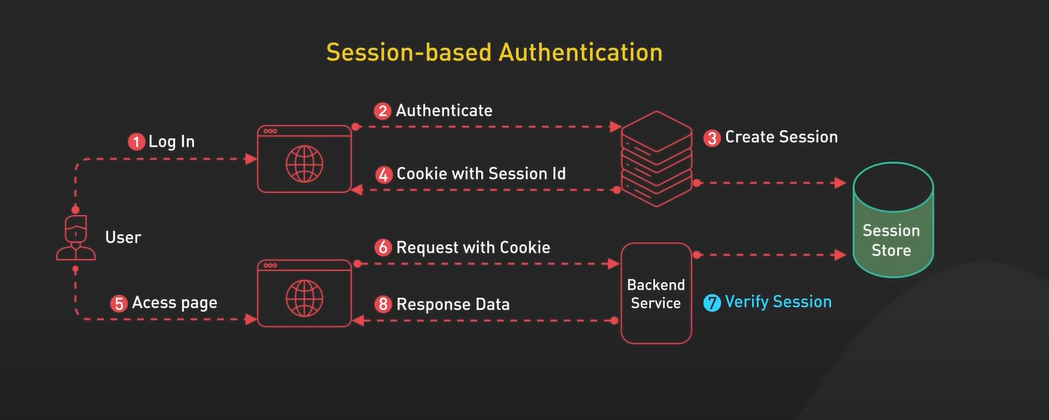 Session-based Authentication
1 Log In
2 Authenticate
3 Create Session
4 Cookie with Session Id
User
Session
Store
5 Acess page
6 Request with Cookie
Backend
Service
7 Verify Session
8 Response Data